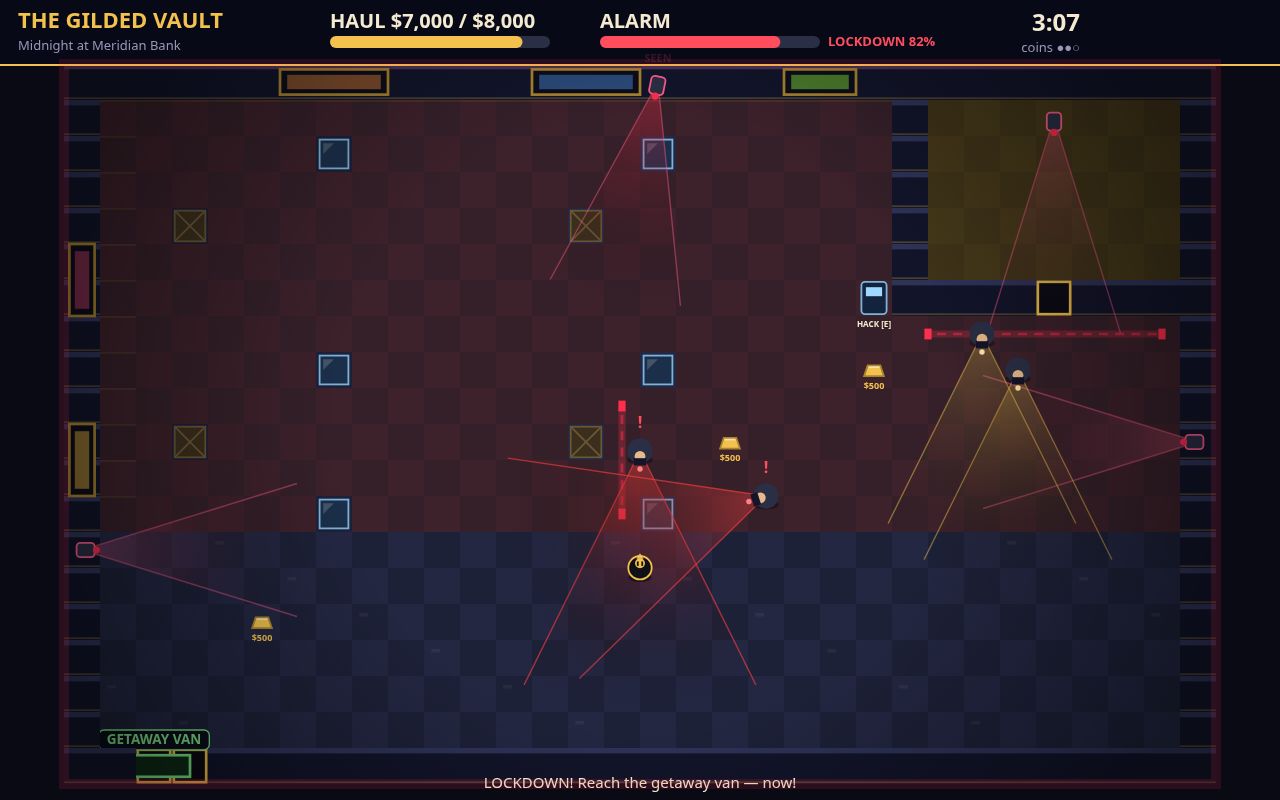 THE GILDED VAULT
Midnight at Meridian Bank
HAUL $7,000 / $8,000
ALARM
LOCKDOWN 82%
3:07
coins
SEEN
HACK [E]
$500
!
$500
!
$500
GETAWAY VAN
LOCKDOWN! Reach the getaway van — now!